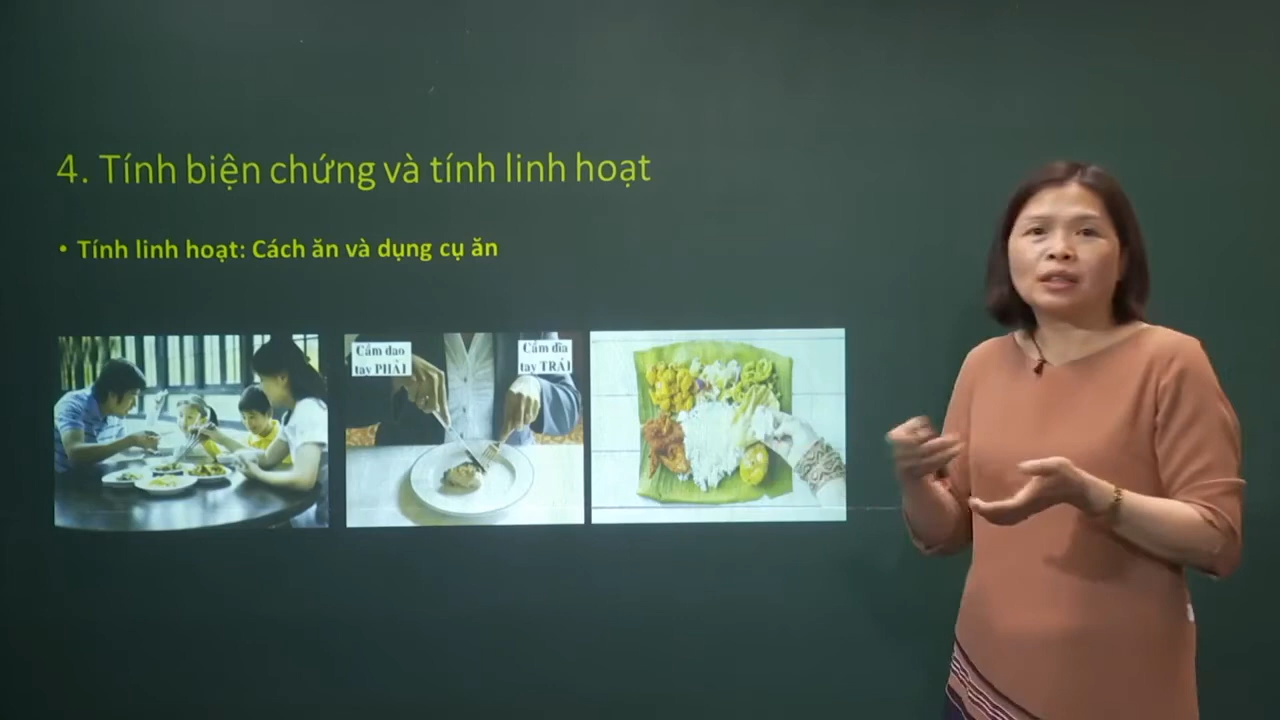 4. Tính biện chứng và tính linh hoạt
• Tính linh hoạt: Cách ăn và dụng cụ ăn
Cầm dao
tay PHẢI
Cầm dĩa
tay TRÁI